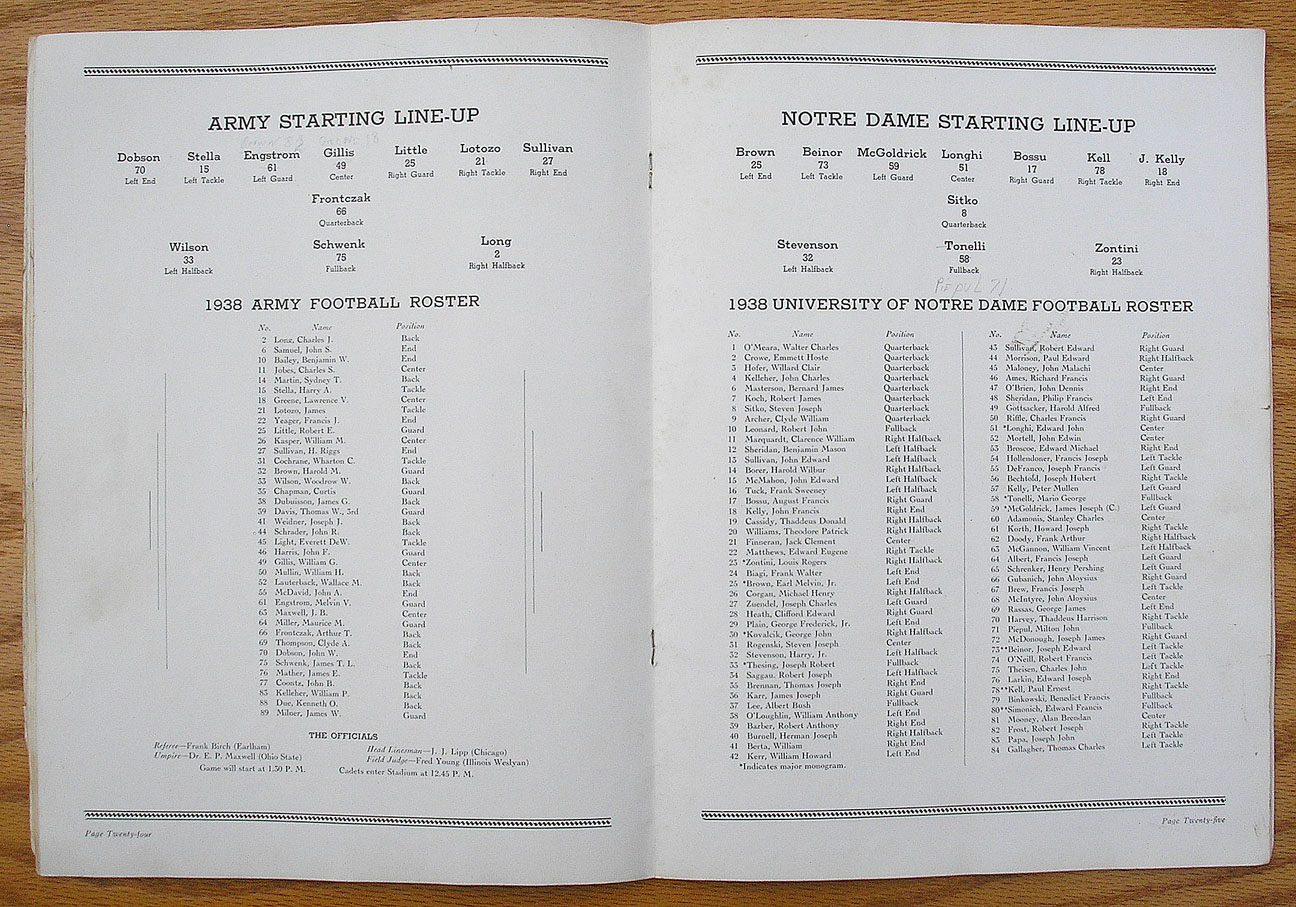 ARMY STARTING LINE-UP
Dobson Stella Engstrom Gillis Little Lotozo Sullivan
70 15 61 49 25 21 27
Left End Left Tackle Left Guard Center Right Guard Right Tackle Right End
Frontczak
66
Quarterback
Wilson Schwenk Long
33 75 2
Left Halfback Fullback Right Halfback
1938 ARMY FOOTBALL ROSTER
No. Name Position
2 Long, Charles J. Back
6 Samuel, John S. End
10 Bailey, Benjamin W. End
11 Jobes, Charles S. Center
14 Martin, Sydney T. Back
15 Stella, Harry A. Tackle
18 Greene, Lawrence V. Center
21 Lotozo, James Tackle
22 Yeager, Francis J. End
25 Little, Robert E. Guard
26 Kasper, William M. Center
27 Sullivan, H. Riggs End
31 Cochrane, Wharton C. Tackle
32 Brown, Harold M. Guard
33 Wilson, Woodrow W. Back
35 Chapman, Curtis Guard
38 Dubuisson, James G. Back
39 Davis, Thomas W., 3rd Guard
41 Weidner, Joseph J. Back
44 Schrader, John R. Back
45 Light, Everett DeW. Tackle
46 Harris, John F. Guard
49 Gillis, William G. Center
50 Mullin, William H. Back
52 Lauterback, Wallace M. Back
55 McDavid, John A. End
61 Engstrom, Melvin V. Guard
63 Maxwell, J. B. Center
64 Miller, Maurice M. Guard
66 Frontczak, Arthur T. Back
69 Thompson, Clyde A. Back
70 Dobson, John W. End
75 Schwenk, James T. L. Back
76 Mather, James E. Tackle
77 Coontz, John B. Back
83 Kelleher, William P. Back
88 Due, Kenneth O. Back
89 Milner, James W. Guard
THE OFFICIALS
Referee—Frank Birch (Earlham) Head Linesman—J. J. Lipp (Chicago)
Umpire—Dr. E. P. Maxwell (Ohio State) Field Judge—Fred Young (Illinois Weslyan)
Game will start at 1.30 P. M. Cadets enter Stadium at 12.45 P. M.
Page Twenty-four
NOTRE DAME STARTING LINE-UP
Brown Beinor McGoldrick Longhi Bossu Kell J. Kelly
25 73 59 51 17 78 18
Left End Left Tackle Left Guard Center Right Guard Right Tackle Right End
Sitko
8
Quarterback
Stevenson Tonelli Zontini
32 58 23
Left Halfback Fullback Right Halfback
Piepul 71
1938 UNIVERSITY OF NOTRE DAME FOOTBALL ROSTER
No. Name Position
1 O'Meara, Walter Charles Quarterback
2 Crowe, Emmett Hoste Quarterback
3 Hofer, Willard Clair Quarterback
4 Kelleher, John Charles Quarterback
6 Masterson, Bernard James Quarterback
7 Koch, Robert James Quarterback
8 Sitko, Steven Joseph Quarterback
9 Archer, Clyde William Quarterback
10 Leonard, Robert John Fullback
11 Marquardt, Clarence William Right Halfback
12 Sheridan, Benjamin Mason Left Halfback
13 Sullivan, John Edward Left Halfback
14 Borer, Harold Wilbur Right Halfback
15 McMahon, John Edward Left Halfback
16 Tuck, Frank Sweeney Left Halfback
17 Bossu, August Francis Right Guard
18 Kelly, John Francis Right End
19 Cassidy, Thaddeus Donald Right Halfback
20 Williams, Theodore Patrick Right Halfback
21 Finneran, Jack Clement Center
22 Matthews, Edward Eugene Right Tackle
23 *Zontini, Louis Rogers Right Halfback
24 Biagi, Frank Walter Left End
25 *Brown, Earl Melvin, Jr. Left End
26 Corgan, Michael Henry Right Halfback
27 Zuendel, Joseph Charles Left Guard
28 Heath, Clifford Edward Right Guard
29 Plain, George Frederick, Jr. Left End
30 *Kovalcik, George John Right Halfback
31 Rogenski, Steven Joseph Center
32 Stevenson, Harry, Jr. Left Halfback
33 *Thesing, Joseph Robert Fullback
34 Saggau, Robert Joseph Left Halfback
35 Brennan, Thomas Joseph Right End
36 Karr, James Joseph Right Guard
37 Lee, Albert Bush Fullback
38 O'Loughlin, William Anthony Left End
39 Barber, Robert Anthony Right End
40 Burnell, Herman Joseph Right Halfback
41 Berta, William Right End
42 Kerr, William Howard Left End
*Indicates major monogram.
No. Name Position
43 Sullivan, Robert Edward Right Guard
44 Morrison, Paul Edward Right Halfback
45 Maloney, John Malachi Center
46 Ames, Richard Francis Right Guard
47 O'Brien, John Dennis Right End
48 Sheridan, Philip Francis Left End
49 Gottsacker, Harold Alfred Fullback
50 Riffle, Charles Francis Right Guard
51 *Longhi, Edward John Center
52 Mortell, John Edwin Center
53 Broscoe, Edward Michael Right End
54 Hollendoner, Francis Joseph Left Tackle
55 DeFranco, Joseph Francis Left Guard
56 Bechtold, Joseph Hubert Right Tackle
57 Kelly, Peter Mullen Left Guard
58 *Tonelli, Mario George Fullback
59 *McGoldrick, James Joseph (C.) Left Guard
60 Adamonis, Stanley Charles Center
61 Korth, Howard Joseph Right Tackle
62 Doody, Frank Arthur Right Halfback
63 McGannon, William Vincent Left Halfback
64 Albert, Francis Joseph Left Guard
65 Schrenker, Henry Pershing Left Guard
66 Gubanich, John Aloysius Right Guard
67 Brew, Francis Joseph Left Tackle
68 McIntyre, John Aloysius Center
69 Rassas, George James Left End
70 Harvey, Thaddeus Harrison Right Tackle
71 Piepul, Milton John Fullback
72 McDonough, Joseph James Right Guard
73 **Beinor, Joseph Edward Left Tackle
74 O'Neill, Robert Francis Left Tackle
75 Theisen, Charles John Left Tackle
76 Larkin, Edward Joseph Right End
78 **Kell, Paul Ernest Right Tackle
79 Binkowski, Benedict Francis Fullback
80 **Simonich, Edward Francis Fullback
81 Mooney, Alan Brendan Center
82 Frost, Robert Joseph Right Tackle
83 Papa, Joseph John Left Tackle
84 Gallagher, Thomas Charles Left Tackle
Page Twenty-five